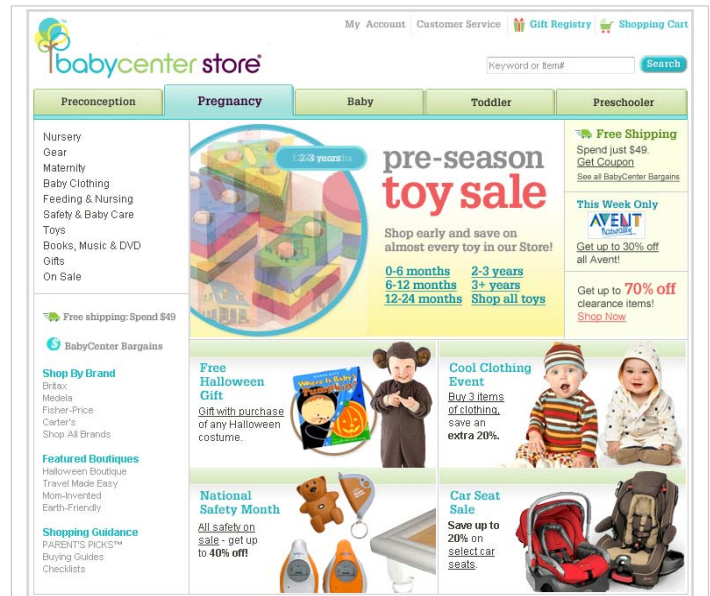 My Account
Customer Service
Gift Registry
Shopping Cart
babycenter store®
Keyword or Item#
Search
Preconception
Pregnancy
Baby
Toddler
Preschooler
Nursery
Gear
Maternity
Baby Clothing
Feeding & Nursing
Safety & Baby Care
Toys
Books, Music & DVD
Gifts
On Sale
Free shipping: Spend $49
BabyCenter Bargains
Shop By Brand
Britax
Medela
Fisher-Price
Carter's
Shop All Brands
Featured Boutiques
Halloween Boutique
Travel Made Easy
Mom-Invented
Earth-Friendly
Shopping Guidance
PARENT'S PICKS™
Buying Guides
Checklists
2-3 years
pre-season
toy sale
Shop early and save on
almost every toy in our Store!
0-6 months
2-3 years
6-12 months
3+ years
12-24 months
Shop all toys
Free Shipping
Spend just $49.
Get Coupon
See all BabyCenter Bargains
This Week Only
AVENT
Naturally
Get up to 30% off
all Avent!
Get up to 70% off
clearance items!
Shop Now
Free
Halloween
Gift
Gift with purchase
of any Halloween
costume.
Where Is Baby's
Pumpkin?
Cool Clothing
Event
Buy 3 items
of clothing,
save an
extra 20%.
National
Safety Month
All safety on
sale - get up
to 40% off!
Car Seat
Sale
Save up to
20% on
select car
seats.